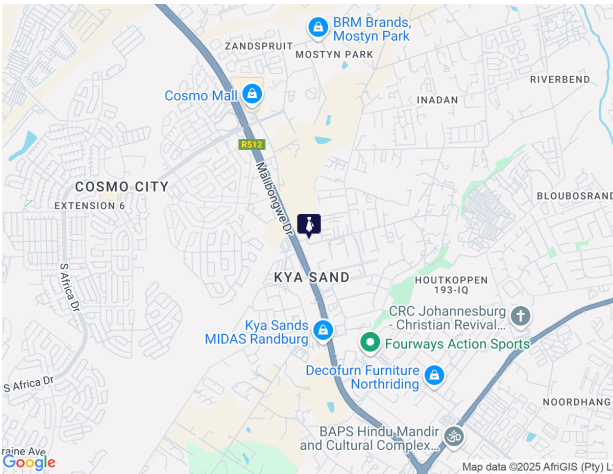 BRM Brands,
Mostyn Park
ZANDSPRUIT
MOSTYN PARK
RIVERBEND
Cosmo Mall
INADAN
R512
Malibongwe Dr
COSMO CITY
EXTENSION 6
BLOUBOSRAND
S Africa Dr
KYA SAND
HOUTKOPPEN
193-IQ
CRC Johannesburg
- Christian Revival...
Kya Sands
MIDAS Randburg
Fourways Action Sports
Decofurn Furniture
Northriding
S Africa Dr
NOORDHANG
BAPS Hindu Mandir
and Cultural Complex...
raine Ave
Google
Map data ©2025 AfriGIS (Pty) L